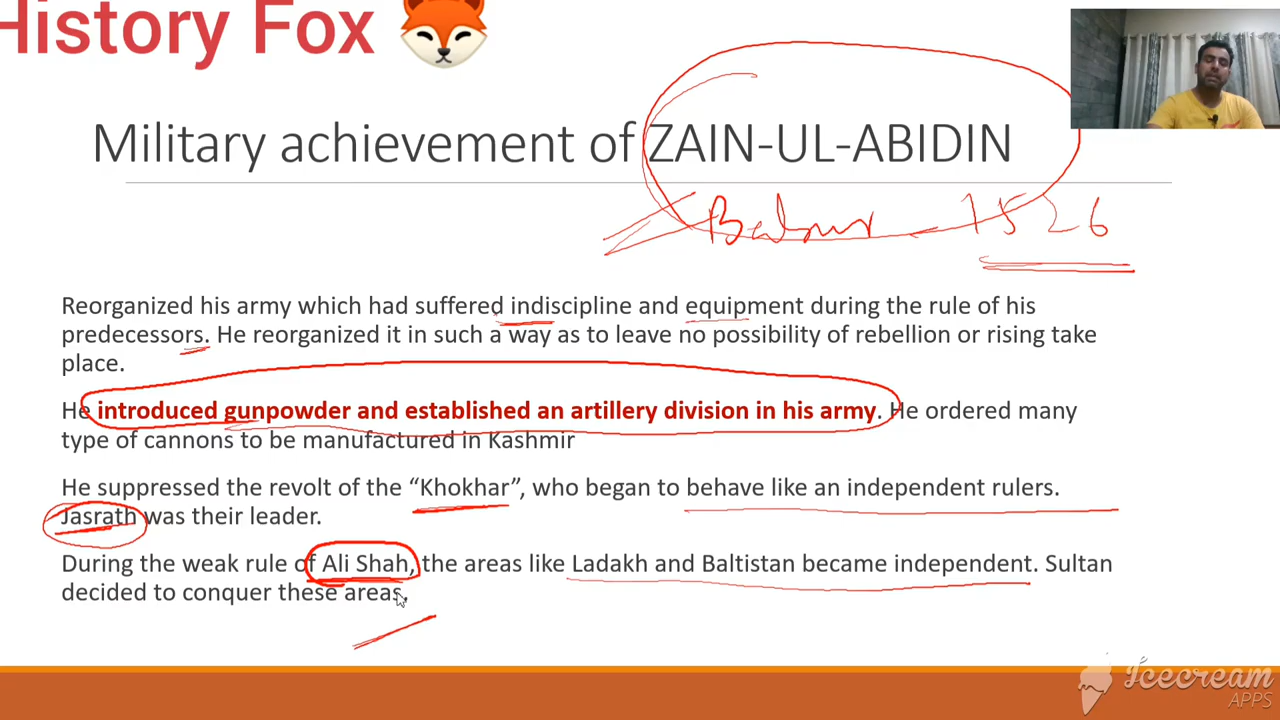 History Fox
Military achievement of ZAIN-UL-ABIDIN
Babur - 1526
Reorganized his army which had suffered indiscipline and equipment during the rule of his
predecessors. He reorganized it in such a way as to leave no possibility of rebellion or rising take
place.
He introduced gunpowder and established an artillery division in his army. He ordered many
type of cannons to be manufactured in Kashmir
He suppressed the revolt of the “Khokhar”, who began to behave like an independent rulers.
Jasrath was their leader.
During the weak rule of Ali Shah, the areas like Ladakh and Baltistan became independent. Sultan
decided to conquer these areas.
Icecream
APPS